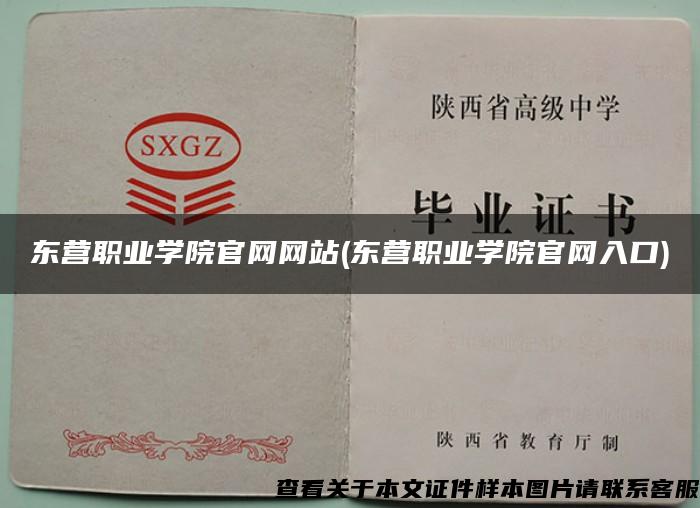 SXGZ
陕西省高级中学
毕业证书
东营职业学院官网网站(东营职业学院官网入口)
陕西省教育厅制
查看关于本文证件样本图片请联系客服